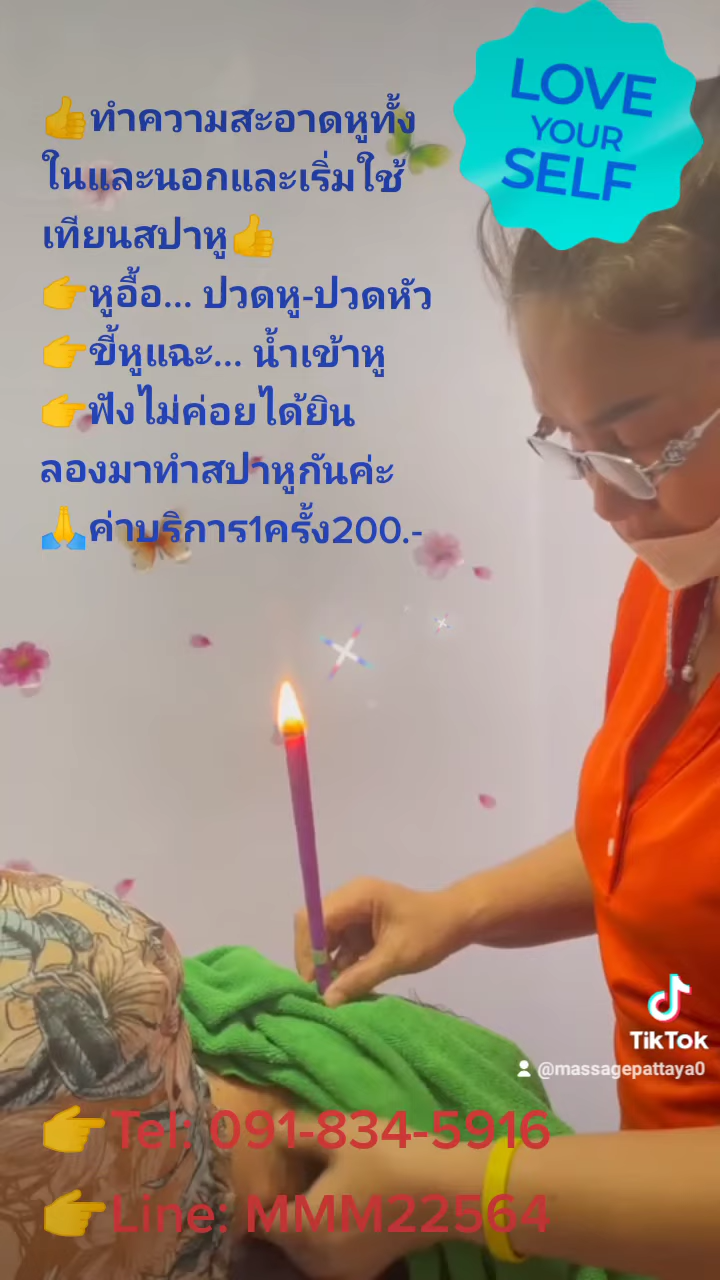 LOVE
YOUR
SELF
👍ทำความสะอาดหูทั้ง
ในและนอกและเริ่มใช้
เทียนสปาหู👍
👉หูอื้อ... ปวดหู-ปวดหัว
👉ขี้หูแฉะ... น้ำเข้าหู
👉ฟังไม่ค่อยได้ยิน
ลองมาทำสปาหูกันค่ะ
🙏ค่าบริการ1ครั้ง200.-
TikTok
@massagepattaya0
👉Tel: 091-834-5916
👉Line: MMM22564